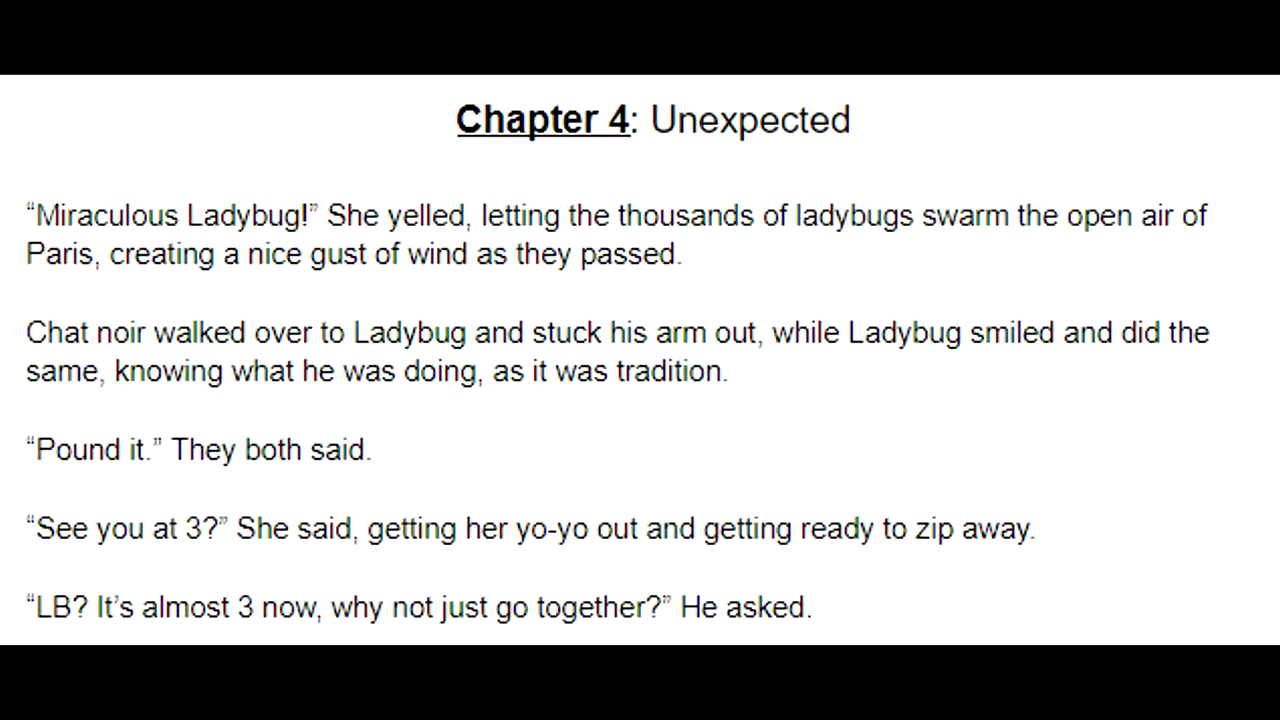 Chapter 4: Unexpected
“Miraculous Ladybug!” She yelled, letting the thousands of ladybugs swarm the open air of
Paris, creating a nice gust of wind as they passed.
Chat noir walked over to Ladybug and stuck his arm out, while Ladybug smiled and did the
same, knowing what he was doing, as it was tradition.
“Pound it.” They both said.
“See you at 3?” She said, getting her yo-yo out and getting ready to zip away.
“LB? It’s almost 3 now, why not just go together?” He asked.